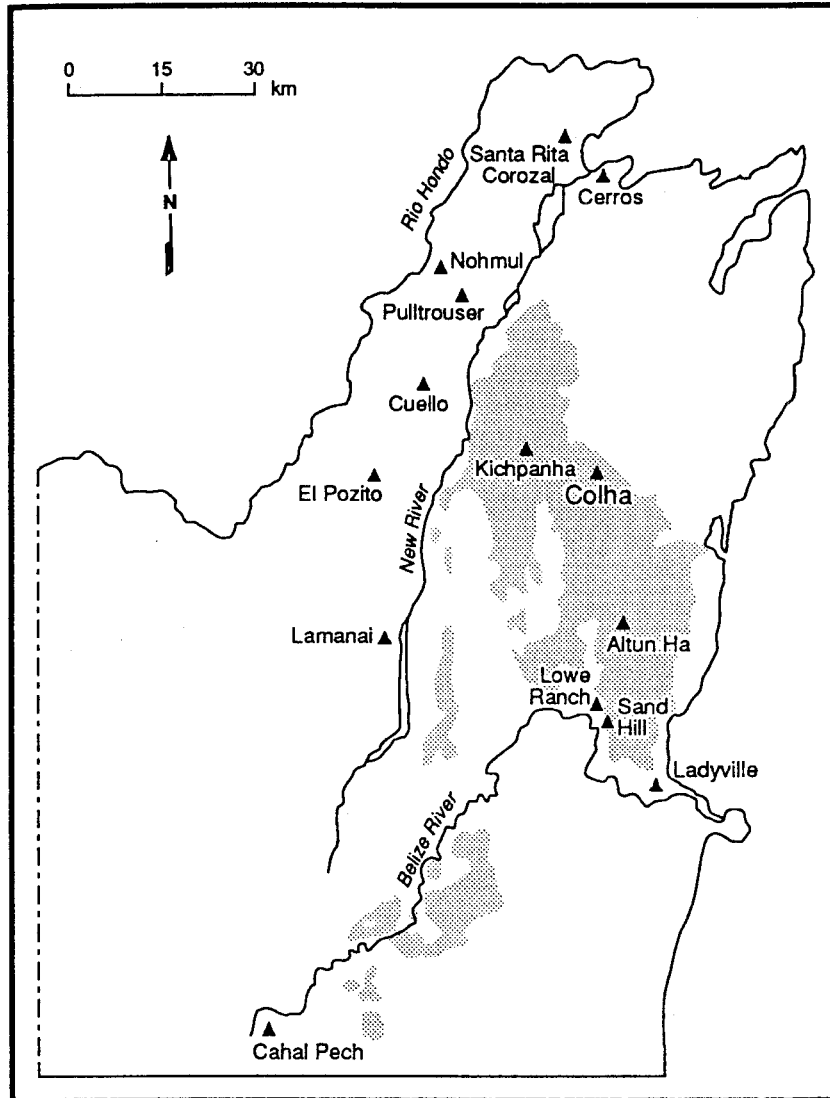 0 15 30
km
N
Rio Hondo
Santa Rita
Corozal
Cerros
Nohmul
Pulltrouser
Cuello
Kichpanha
Colha
El Pozito
New River
Lamanai
Altun Ha
Lowe
Ranch
Sand
Hill
Ladyville
Belize River
Cahal Pech